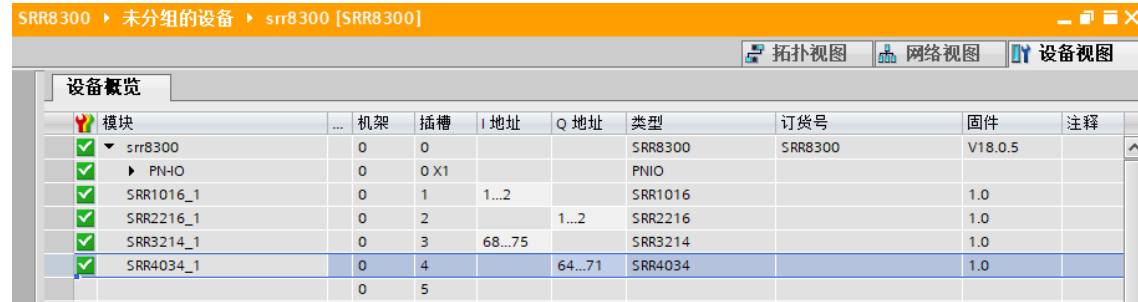 SRR8300 ▸ 未分组的设备 ▸ srr8300 [SRR8300]
拓扑视图 网络视图 设备视图
设备概览
模块 ... 机架 插槽 I 地址 Q 地址 类型 订货号 固件 注释
srr8300 0 0 SRR8300 SRR8300 V18.0.5
PN-IO 0 0 X1 PNIO
SRR1016_1 0 1 1...2 SRR1016 1.0
SRR2216_1 0 2 1...2 SRR2216 1.0
SRR3214_1 0 3 68...75 SRR3214 1.0
SRR4034_1 0 4 64...71 SRR4034 1.0
0 5